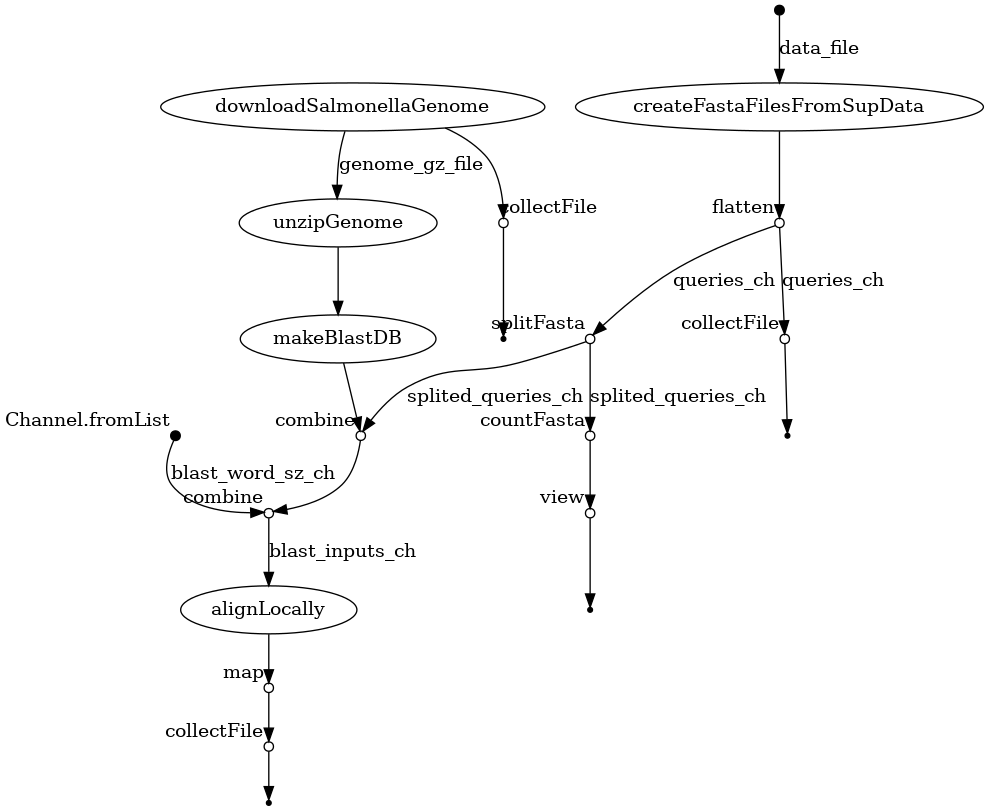 data_file
downloadSalmonellaGenome
createFastaFilesFromSupData
genome_gz_file
collectFile
flatten
unzipGenome
queries_ch
queries_ch
splitFasta
collectFile
makeBlastDB
splited_queries_ch
splited_queries_ch
Channel.fromList
combine
countFasta
blast_word_sz_ch
combine
view
blast_inputs_ch
alignLocally
map
collectFile